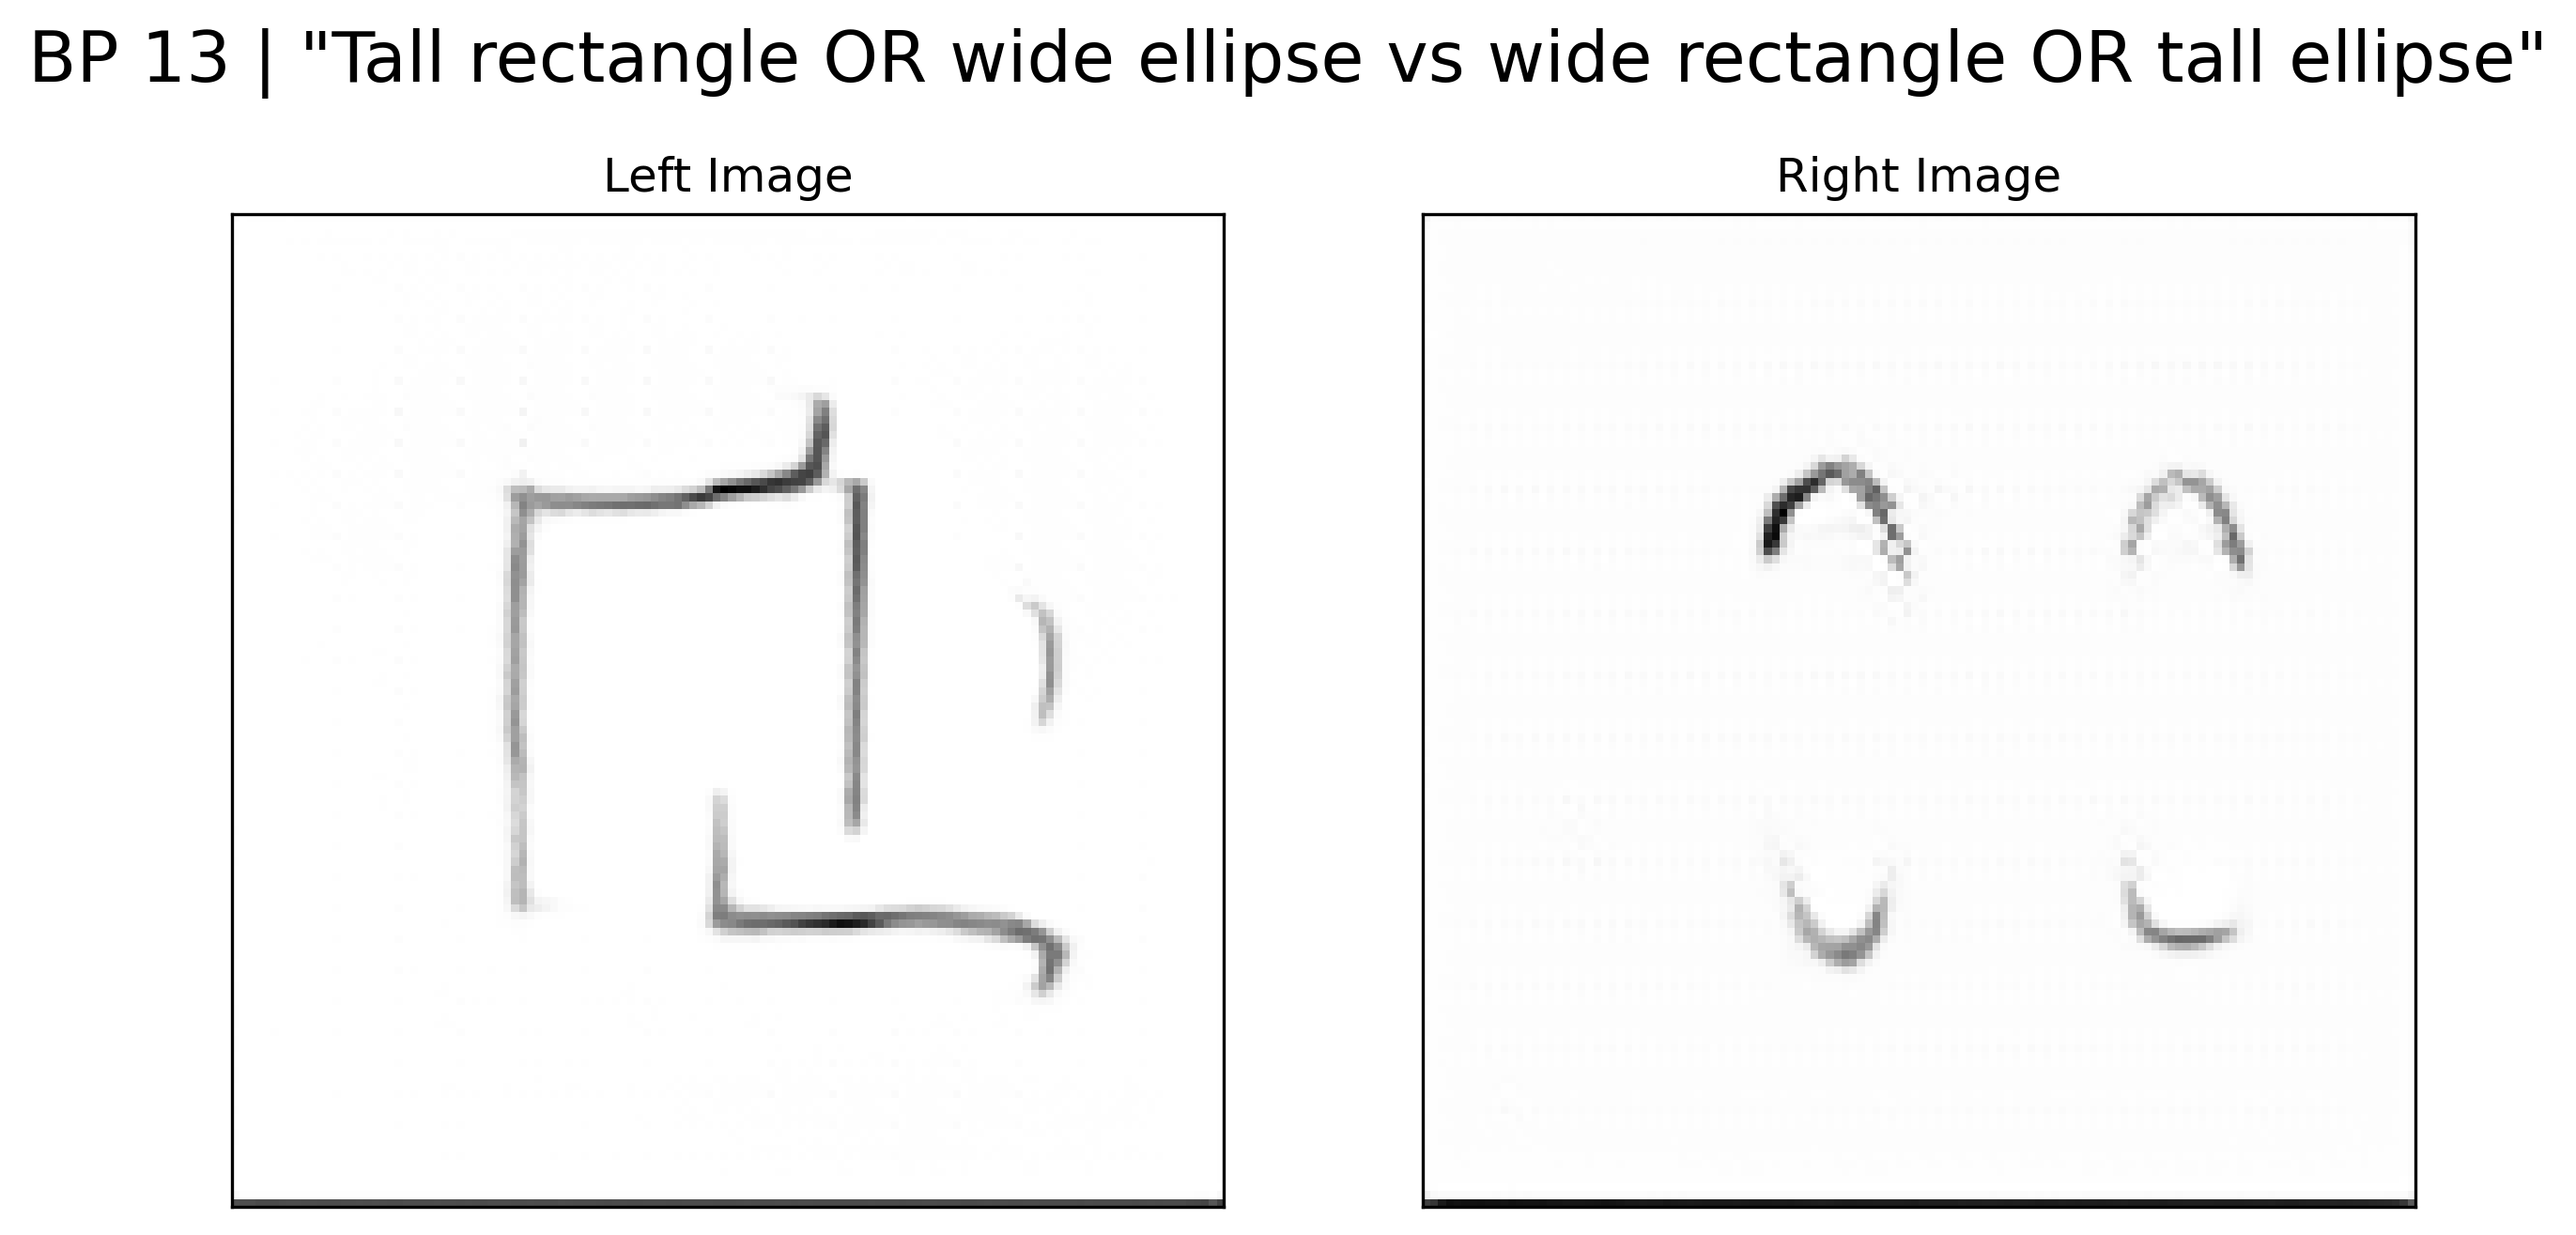 BP 13 | "Tall rectangle OR wide ellipse vs wide rectangle OR tall ellipse"
Left Image
Right Image